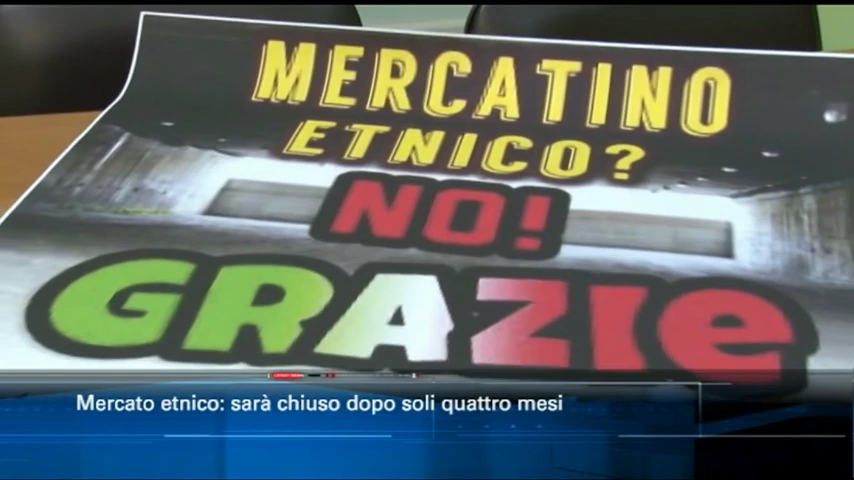 MERCATINO
ETNICO?
NO!
GRAZIe
Mercato etnico: sarà chiuso dopo soli quattro mesi